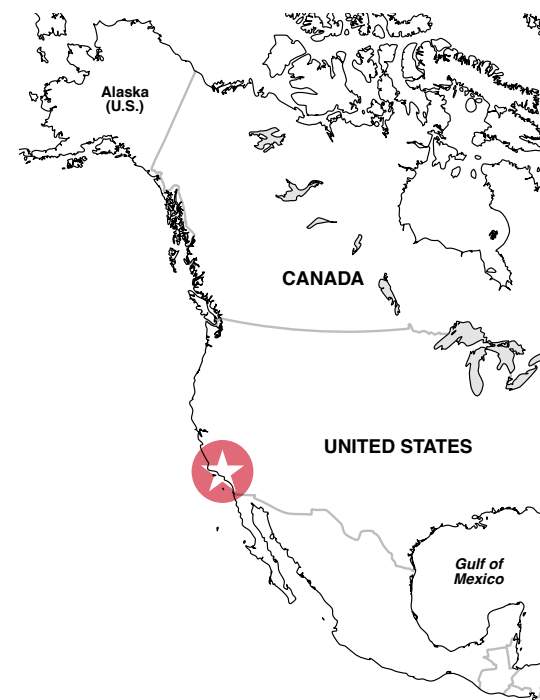 Alaska
(U.S.)
CANADA
UNITED STATES
Gulf of
Mexico